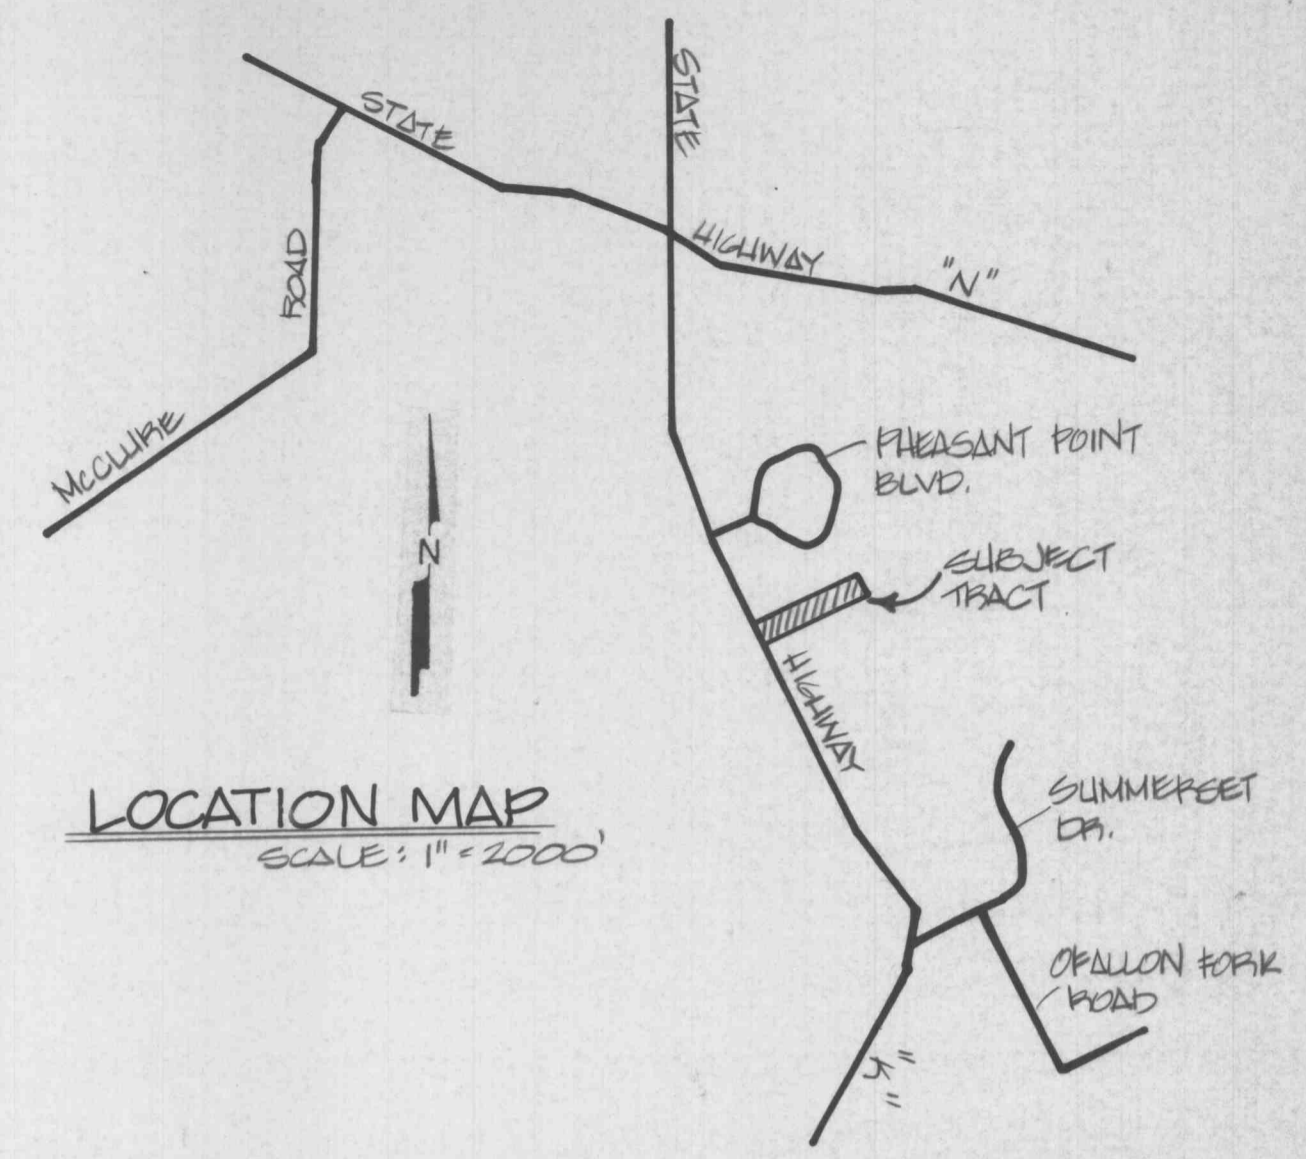 STATE
HIGHWAY
"N"
STATE
HIGHWAY
"K"
McCLURE
ROAD
N
PHEASANT POINT
BLVD.
SUBJECT
TRACT
SUMMERSET
DR.
OFALLON FORK
ROAD
LOCATION MAP
SCALE: 1" = 2000'